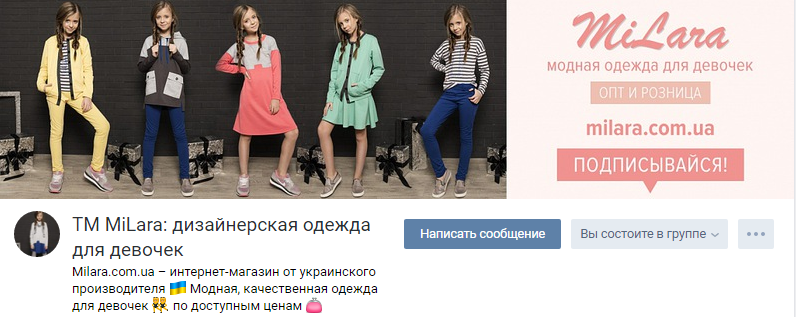 MiLara
модная одежда для девочек
ОПТ И РОЗНИЦА
milara.com.ua
ПОДПИСЫВАЙСЯ!
ТМ MiLara: дизайнерская одежда
для девочек
Написать сообщение
Вы состоите в группе
Milara.com.ua – интернет-магазин от украинского
производителя 🇺🇦 Модная, качественная одежда
для девочек 👯 по доступным ценам 👛